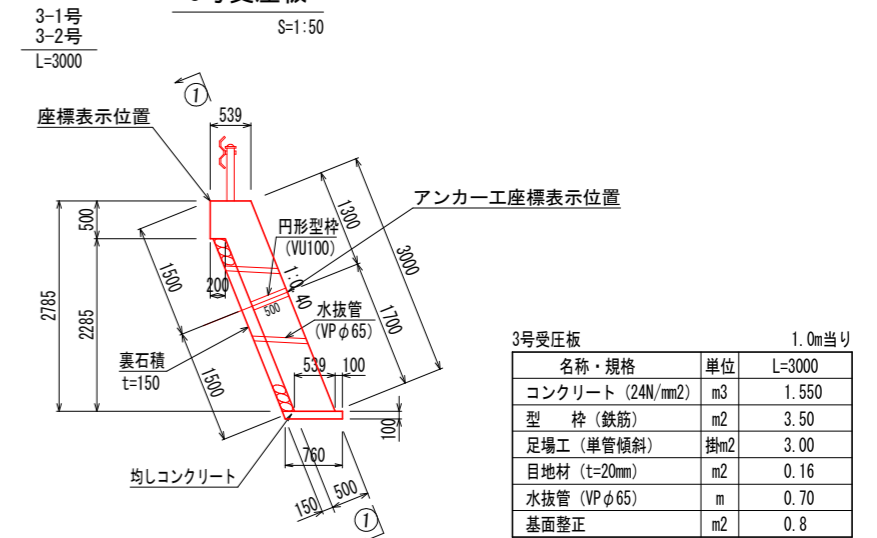 3-1号
3-2号
L=3000
S=1:50
①
座標表示位置
539
アンカー工座標表示位置
1300
3000
円形型枠
(VU100)
500
1500
200
1:0.40
500
水抜管
(VPφ65)
1700
2785
2285
裏石積
t=150
1500
539
100
100
760
均しコンクリート
150
500
①
3号受圧板 1.0m当り
名称・規格 単位 L=3000
コンクリート (24N/mm2) m3 1.550
型 枠 (鉄筋) m2 3.50
足場工 (単管傾斜) 掛m2 3.00
目地材 (t=20mm) m2 0.16
水抜管 (VPφ65) m 0.70
基面整正 m2 0.8